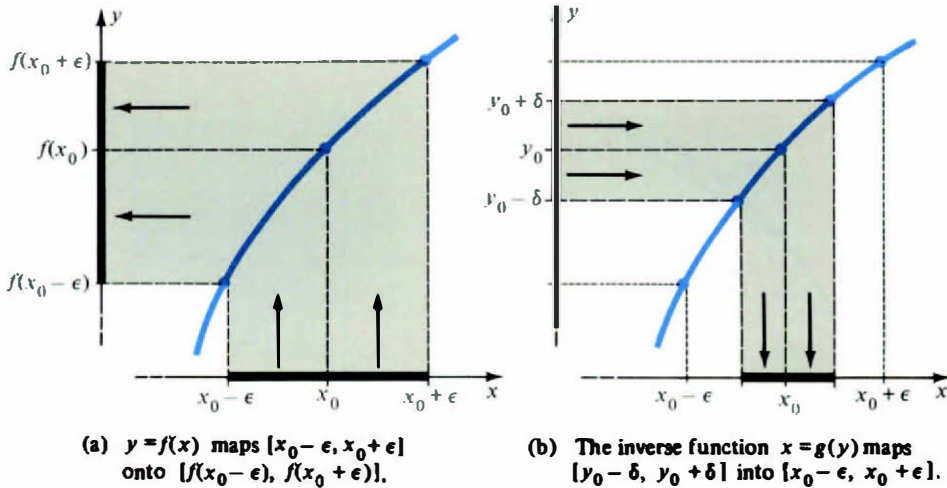 y
f(x₀ + ϵ)
f(x₀)
f(x₀ − ϵ)
x₀ − ϵ
x₀
x₀ + ϵ
x
(a) y = f(x) maps [x₀ − ϵ, x₀ + ϵ]
onto [f(x₀ − ϵ), f(x₀ + ϵ)].
y
y₀ + δ
y₀
y₀ − δ
x₀ − ϵ
x₀
x₀ + ϵ
x
(b) The inverse function x = g(y) maps
[y₀ − δ, y₀ + δ] into [x₀ − ϵ, x₀ + ϵ].